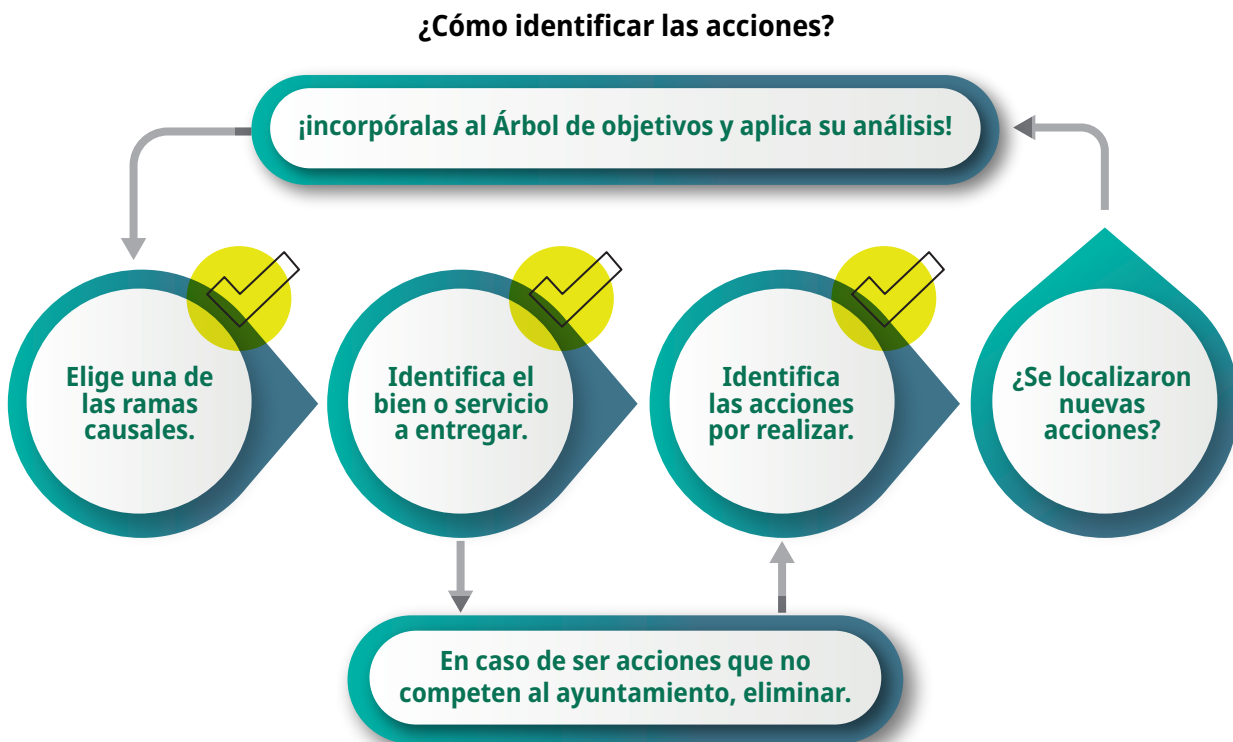 ¿Cómo identificar las acciones?
¡incorpóralas al Árbol de objetivos y aplica su análisis!
Elige una de
las ramas
causales.
Identifica el
bien o servicio
a entregar.
Identifica
las acciones
por realizar.
¿Se localizaron
nuevas
acciones?
En caso de ser acciones que no
competen al ayuntamiento, eliminar.